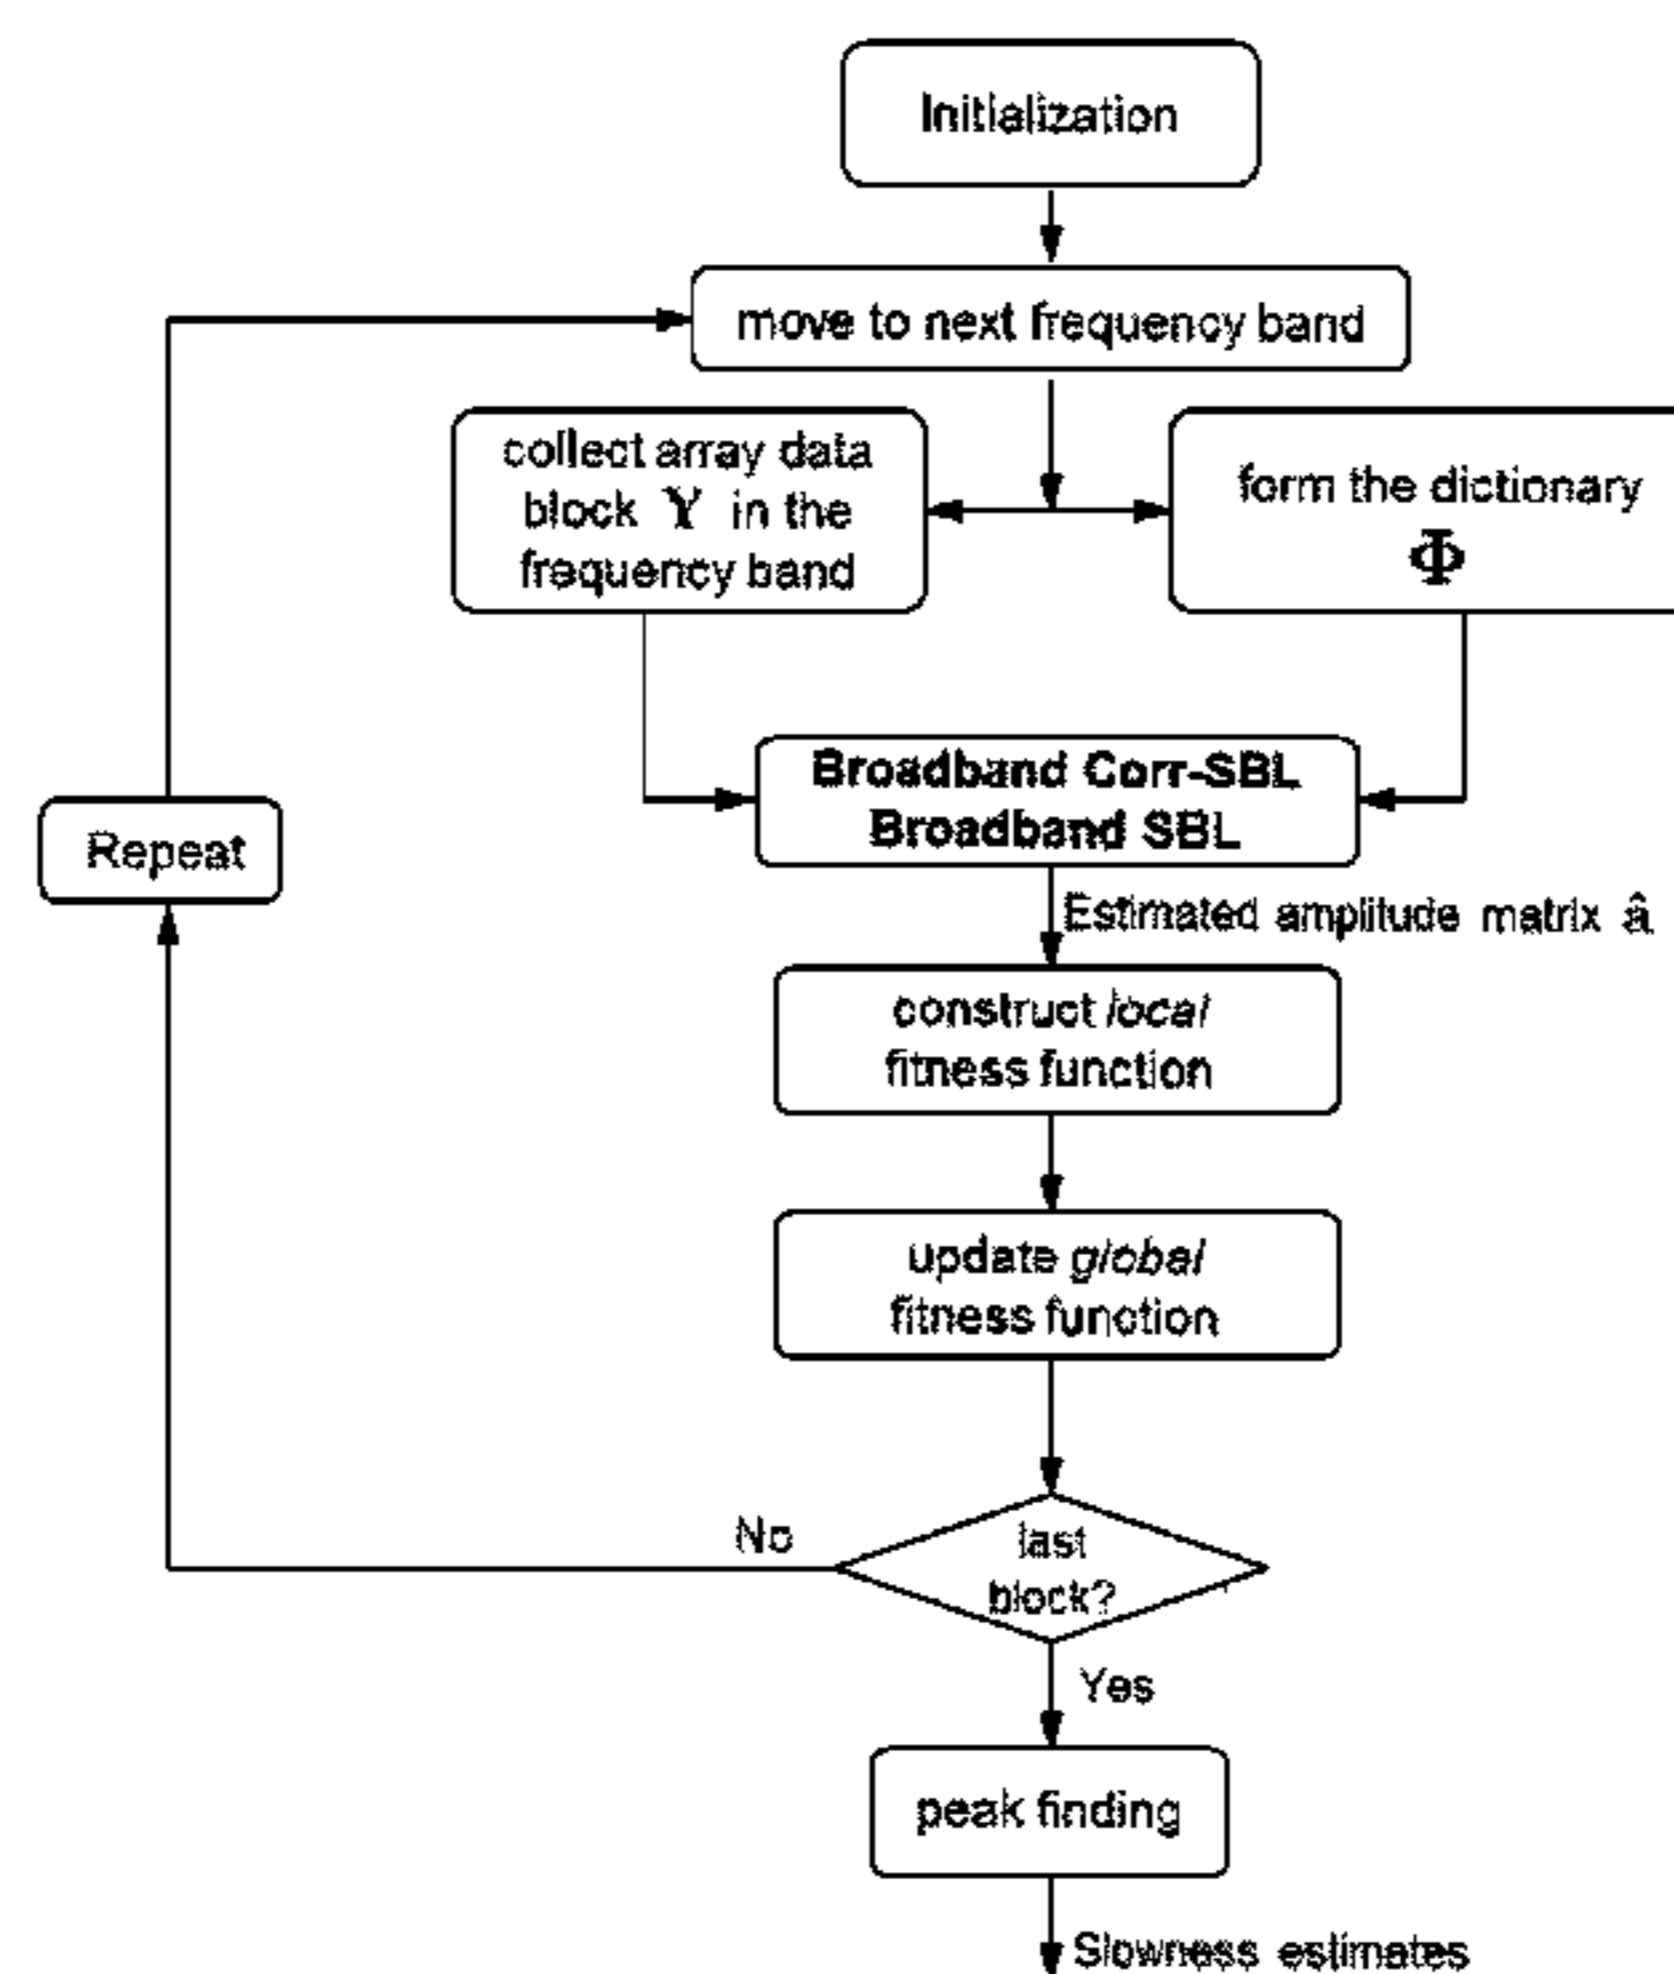 Initialization
move to next frequency band
collect array data
block Y in the
frequency band
form the dictionary
Φ
Broadband Corr-SBL
Broadband SBL
Repeat
Estimated amplitude matrix â
construct local
fitness function
update global
fitness function
No
last
block?
Yes
peak finding
Slowness estimates